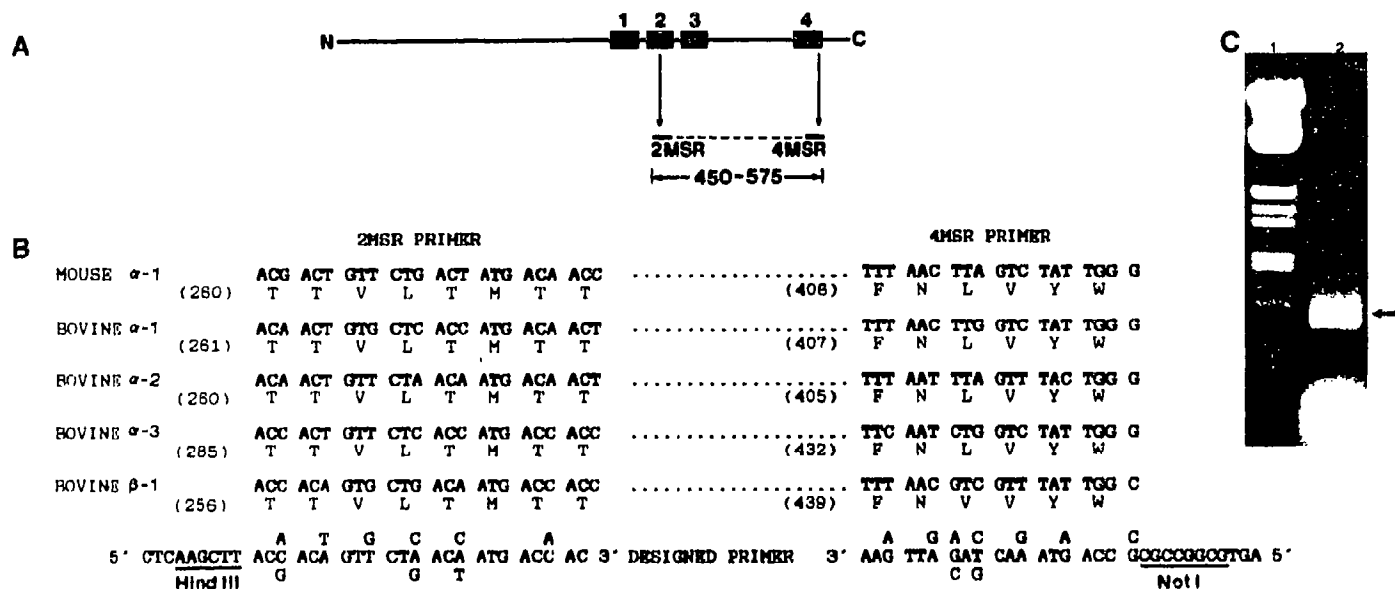 A
N 1 2 3 4 C
2MSR 4MSR
450-575
C
1 2
B
2MSR PRIMER 4MSR PRIMER
MOUSE α-1 ACG ACT GTT CTG ACT ATG ACA ACC ............... TTT AAC TTA GTC TAT TGG G
(260) T T V L T M T T (406) F N L V Y W
BOVINE α-1 ACA ACT GTG CTC ACC ATG ACA ACT ............... TTT AAC TTG GTC TAT TGG G
(261) T T V L T M T T (407) F N L V Y W
BOVINE α-2 ACA ACT GTT CTA ACA ATG ACA ACT ............... TTT AAT TTA GTT TAC TGG G
(260) T T V L T M T T (405) F N L V Y W
BOVINE α-3 ACC ACT GTT CTC ACC ATG ACC ACC ............... TTC AAT CTG GTC TAT TGG G
(285) T T V L T M T T (432) F N L V Y W
BOVINE β-1 ACC ACA GTG CTG ACA ATG ACC ACC ............... TTT AAC GTC GTT TAT TGG C
(256) T T V L T M T T (439) F N V V Y W
A T G C C A A G A C G A C
5' CTCAAGCTT ACC ACA GTT CTA ACA ATG ACC AC 3' DESIGNED PRIMER 3' AAG TTA GAT CAA ATG ACC GCGCCGGCGTGA 5'
Hind III G G T C G Not I